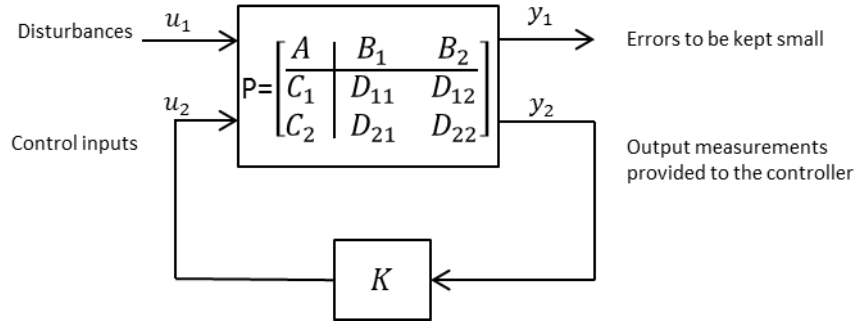 Disturbances
u₁
P=[A | B₁ B₂
C₁ | D₁₁ D₁₂
C₂ | D₂₁ D₂₂]
y₁
Errors to be kept small
Control inputs
u₂
y₂
Output measurements
provided to the controller
K